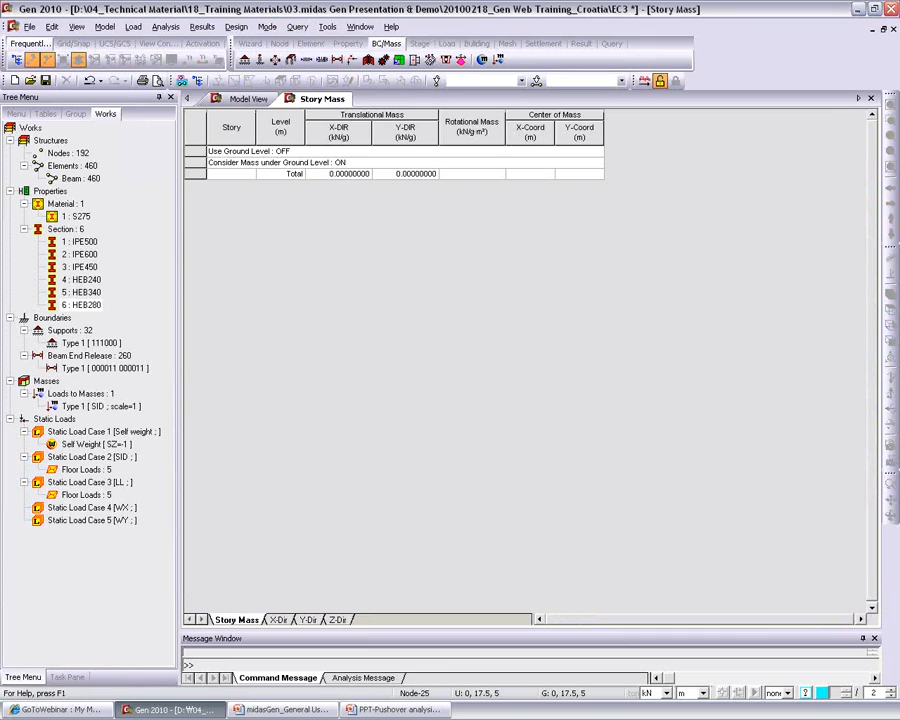 Gen 2010 - [D:\04_Technical Material\18_Training Materials\03.midas Gen Presentation & Demo\20100218_Gen Web Training_Croatia\EC3 *] - [Story Mass]
File Edit View Model Load Analysis Results Design Mode Query Tools Window Help
Frequentl... Grid/Snap UCS/GCS View Con... Activation Wizard Node Element Property BC/Mass Stage Load Building Mesh Settlement Result Query
Tree Menu
Model View Story Mass
Menu Tables Group Works
Works
Structures
Nodes : 192
Elements : 460
Beam : 460
Properties
Material : 1
1 : S275
Section : 6
1 : IPE500
2 : IPE600
3 : IPE450
4 : HEB240
5 : HEB340
6 : HEB280
Boundaries
Supports : 32
Type 1 [ 111000 ]
Beam End Release : 260
Type 1 [ 000011 000011 ]
Masses
Loads to Masses : 1
Type 1 [ SID ; scale=1 ]
Static Loads
Static Load Case 1 [Self weight ; ]
Self Weight [ SZ=-1 ]
Static Load Case 2 [SID ; ]
Floor Loads : 5
Static Load Case 3 [LL ; ]
Floor Loads : 5
Static Load Case 4 [WX ; ]
Static Load Case 5 [WY ; ]
Story Level (m) Translational Mass Rotational Mass (kN/g·m²) Center of Mass
X-DIR (kN/g) Y-DIR (kN/g) X-Coord (m) Y-Coord (m)
Use Ground Level : OFF
Consider Mass under Ground Level : ON
Total 0.00000000 0.00000000
Story Mass X-Dir Y-Dir Z-Dir
Message Window
>>
Tree Menu Task Pane
Command Message Analysis Message
For Help, press F1 Node-25 U: 0, 17.5, 5 G: 0, 17.5, 5 kN m non 2
GoToWebinar : My M... Gen 2010 - [D:₩04_... midasGen_General Us... PPT-Pushover analysi...